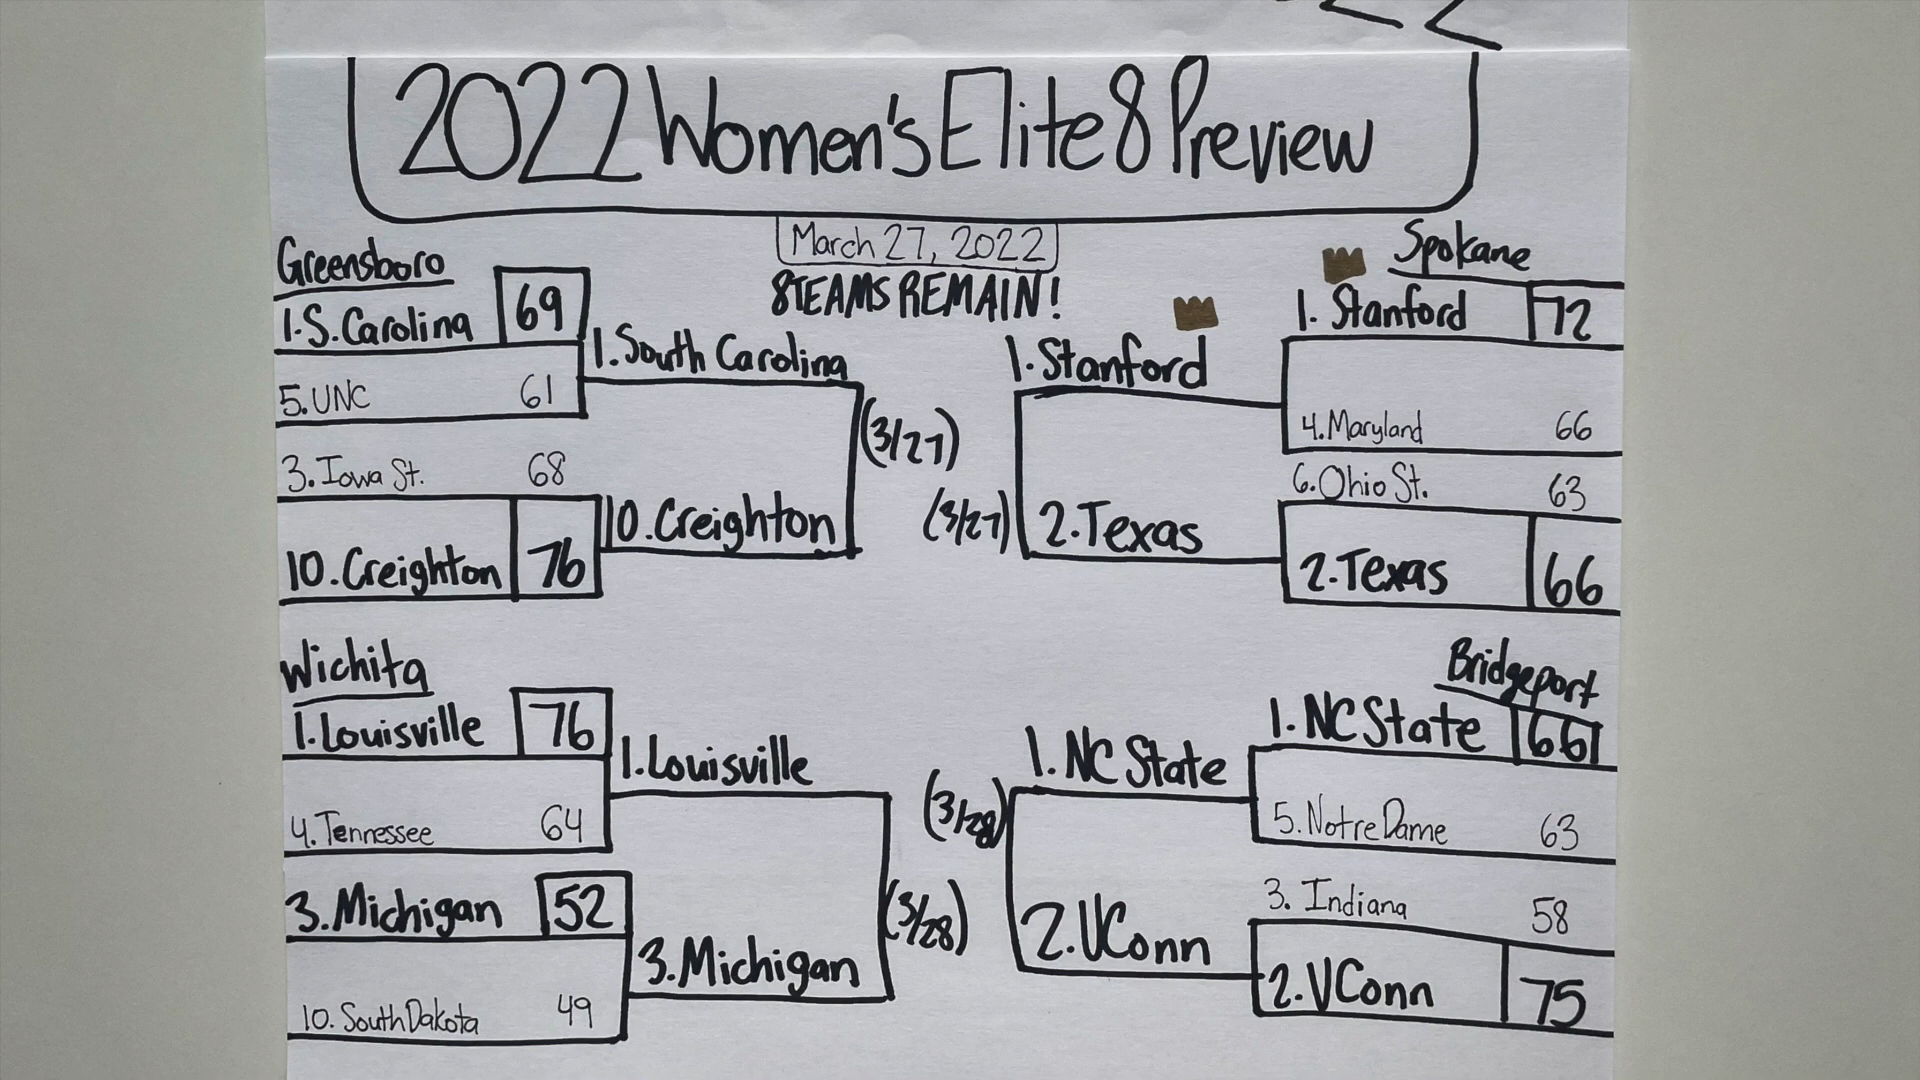 2022 Women's Elite 8 Preview
March 27, 2022
8 TEAMS REMAIN!
Greensboro
1. S. Carolina 69
5. UNC 61
3. Iowa St. 68
10. Creighton 76
1. South Carolina
(3/27)
10. Creighton
Wichita
1. Louisville 76
4. Tennessee 64
3. Michigan 52
10. South Dakota 49
1. Louisville
(3/28)
3. Michigan
Spokane
1. Stanford 72
4. Maryland 66
6. Ohio St. 63
2. Texas 66
1. Stanford
(3/27)
2. Texas
Bridgeport
1. NC State 66
5. Notre Dame 63
3. Indiana 58
2. UConn 75
1. NC State
(3/28)
2. UConn